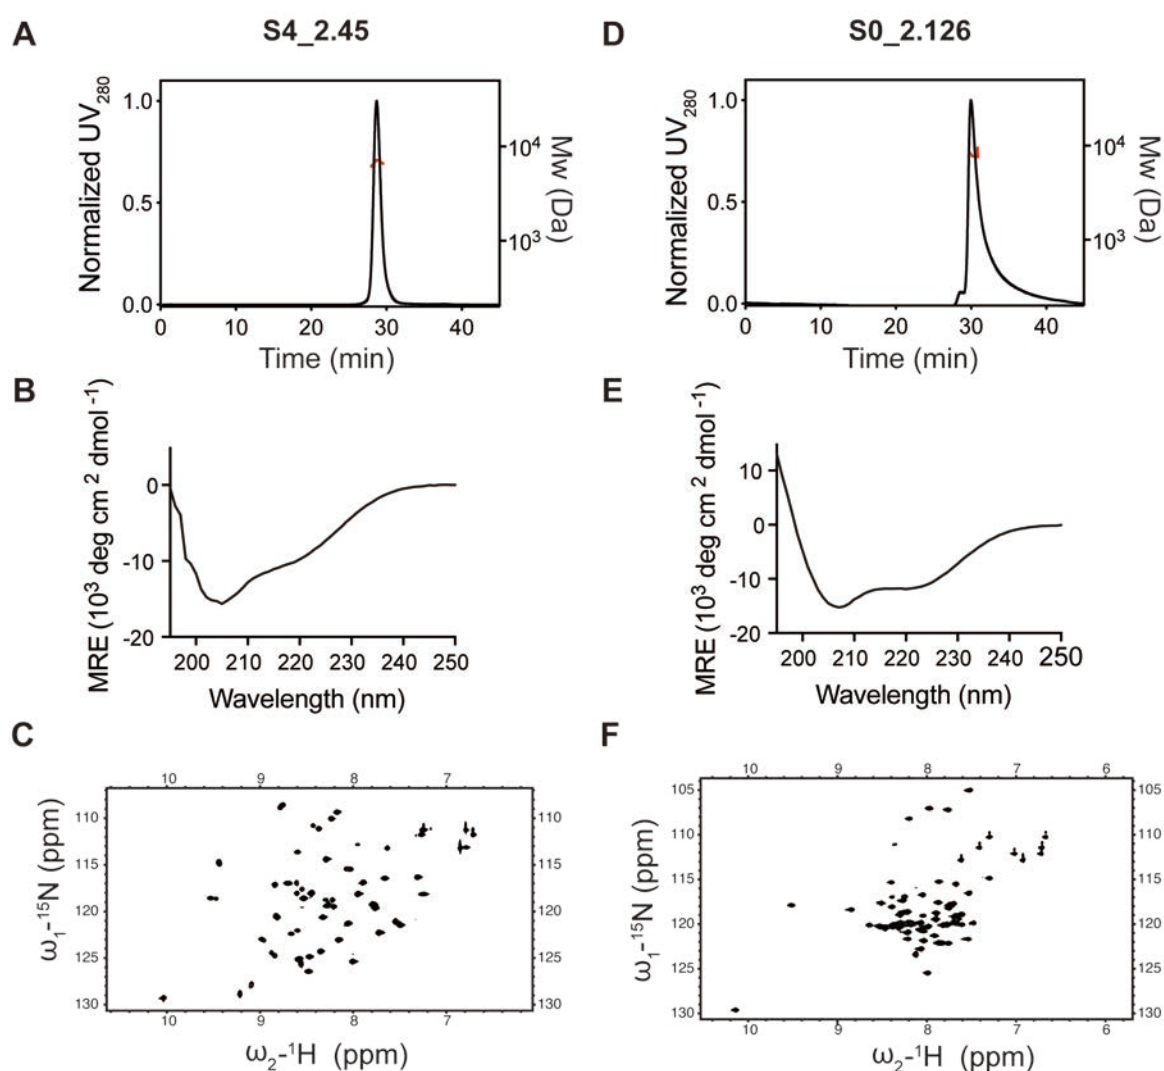 A
S4_2.45
Normalized UV280
1.0
0.5
0.0
10^4
10^3
Mw (Da)
0 10 20 30 40
Time (min)
B
MRE (10^3 deg cm^2 dmol^-1)
0
-10
-20
200 210 220 230 240 250
Wavelength (nm)
C
10 9 8 7
ω1-15N (ppm)
110 110
115 115
120 120
125 125
130 130
10 9 8 7
ω2-1H (ppm)
D
S0_2.126
Normalized UV280
1.0
0.5
0.0
10^4
10^3
Mw (Da)
0 10 20 30 40
Time (min)
E
MRE (10^3 deg cm^2 dmol^-1)
10
0
-10
-20
200 210 220 230 240 250
Wavelength (nm)
F
10 9 8 7 6
ω1-15N (ppm)
105 105
110 110
115 115
120 120
125 125
130 130
10 9 8 7 6
ω2-1H (ppm)